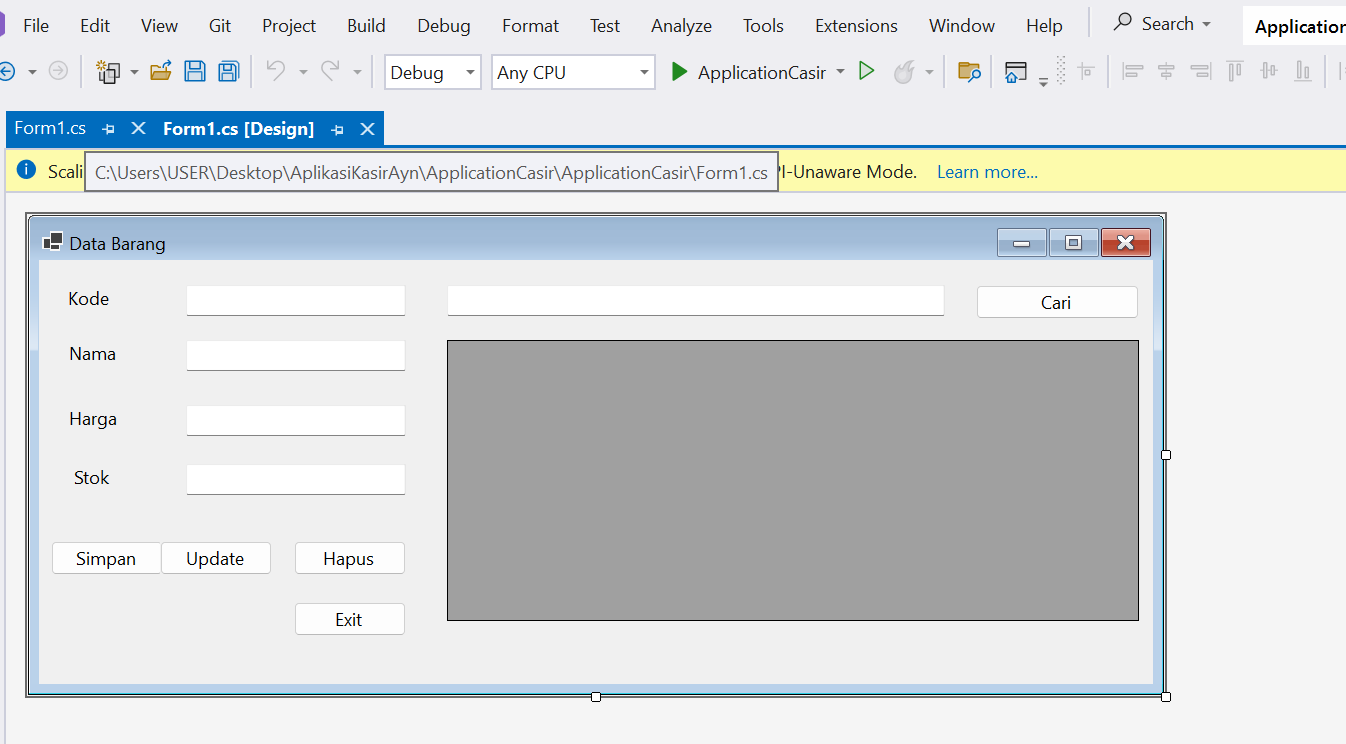 File Edit View Git Project Build Debug Format Test Analyze Tools Extensions Window Help Search Application
Debug Any CPU ApplicationCasir
Form1.cs Form1.cs [Design]
Scali C:\Users\USER\Desktop\AplikasiKasirAyn\ApplicationCasir\ApplicationCasir\Form1.cs PI-Unaware Mode. Learn more...
Data Barang
Kode Cari
Nama
Harga
Stok
Simpan Update Hapus
Exit